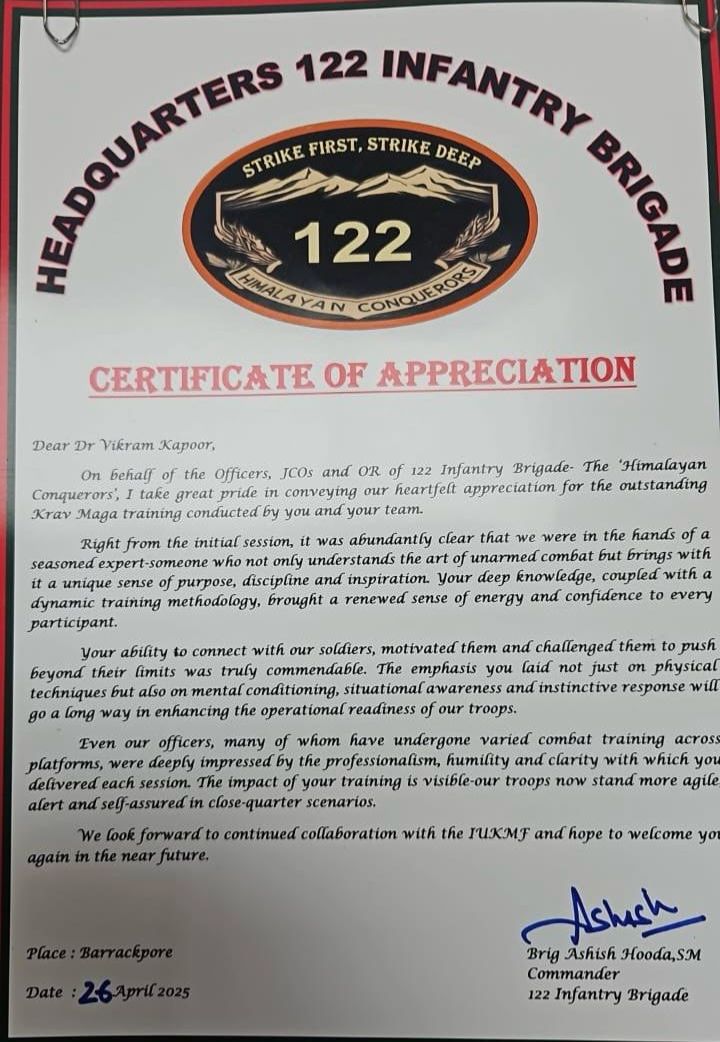 HEADQUARTERS 122 INFANTRY BRIGADE
STRIKE FIRST, STRIKE DEEP
122
HIMALAYAN CONQUERORS
CERTIFICATE OF APPRECIATION
Dear Dr Vikram Kapoor,
On behalf of the Officers, JCOs and OR of 122 Infantry Brigade- The 'Himalayan
Conquerors', I take great pride in conveying our heartfelt appreciation for the outstanding
Krav Maga training conducted by you and your team.
Right from the initial session, it was abundantly clear that we were in the hands of a
seasoned expert-someone who not only understands the art of unarmed combat but brings with
it a unique sense of purpose, discipline and inspiration. Your deep knowledge, coupled with a
dynamic training methodology, brought a renewed sense of energy and confidence to every
participant.
Your ability to connect with our soldiers, motivated them and challenged them to push
beyond their limits was truly commendable. The emphasis you laid not just on physical
techniques but also on mental conditioning, situational awareness and instinctive response will
go a long way in enhancing the operational readiness of our troops.
Even our officers, many of whom have undergone varied combat training across
platforms, were deeply impressed by the professionalism, humility and clarity with which you
delivered each session. The impact of your training is visible-our troops now stand more agile
alert and self-assured in close-quarter scenarios.
We look forward to continued collaboration with the IUKMF and hope to welcome you
again in the near future.
Ashish
Place : Barrackpore
Brig Ashish Hooda,SM
Commander
Date : 26 April 2025
122 Infantry Brigade